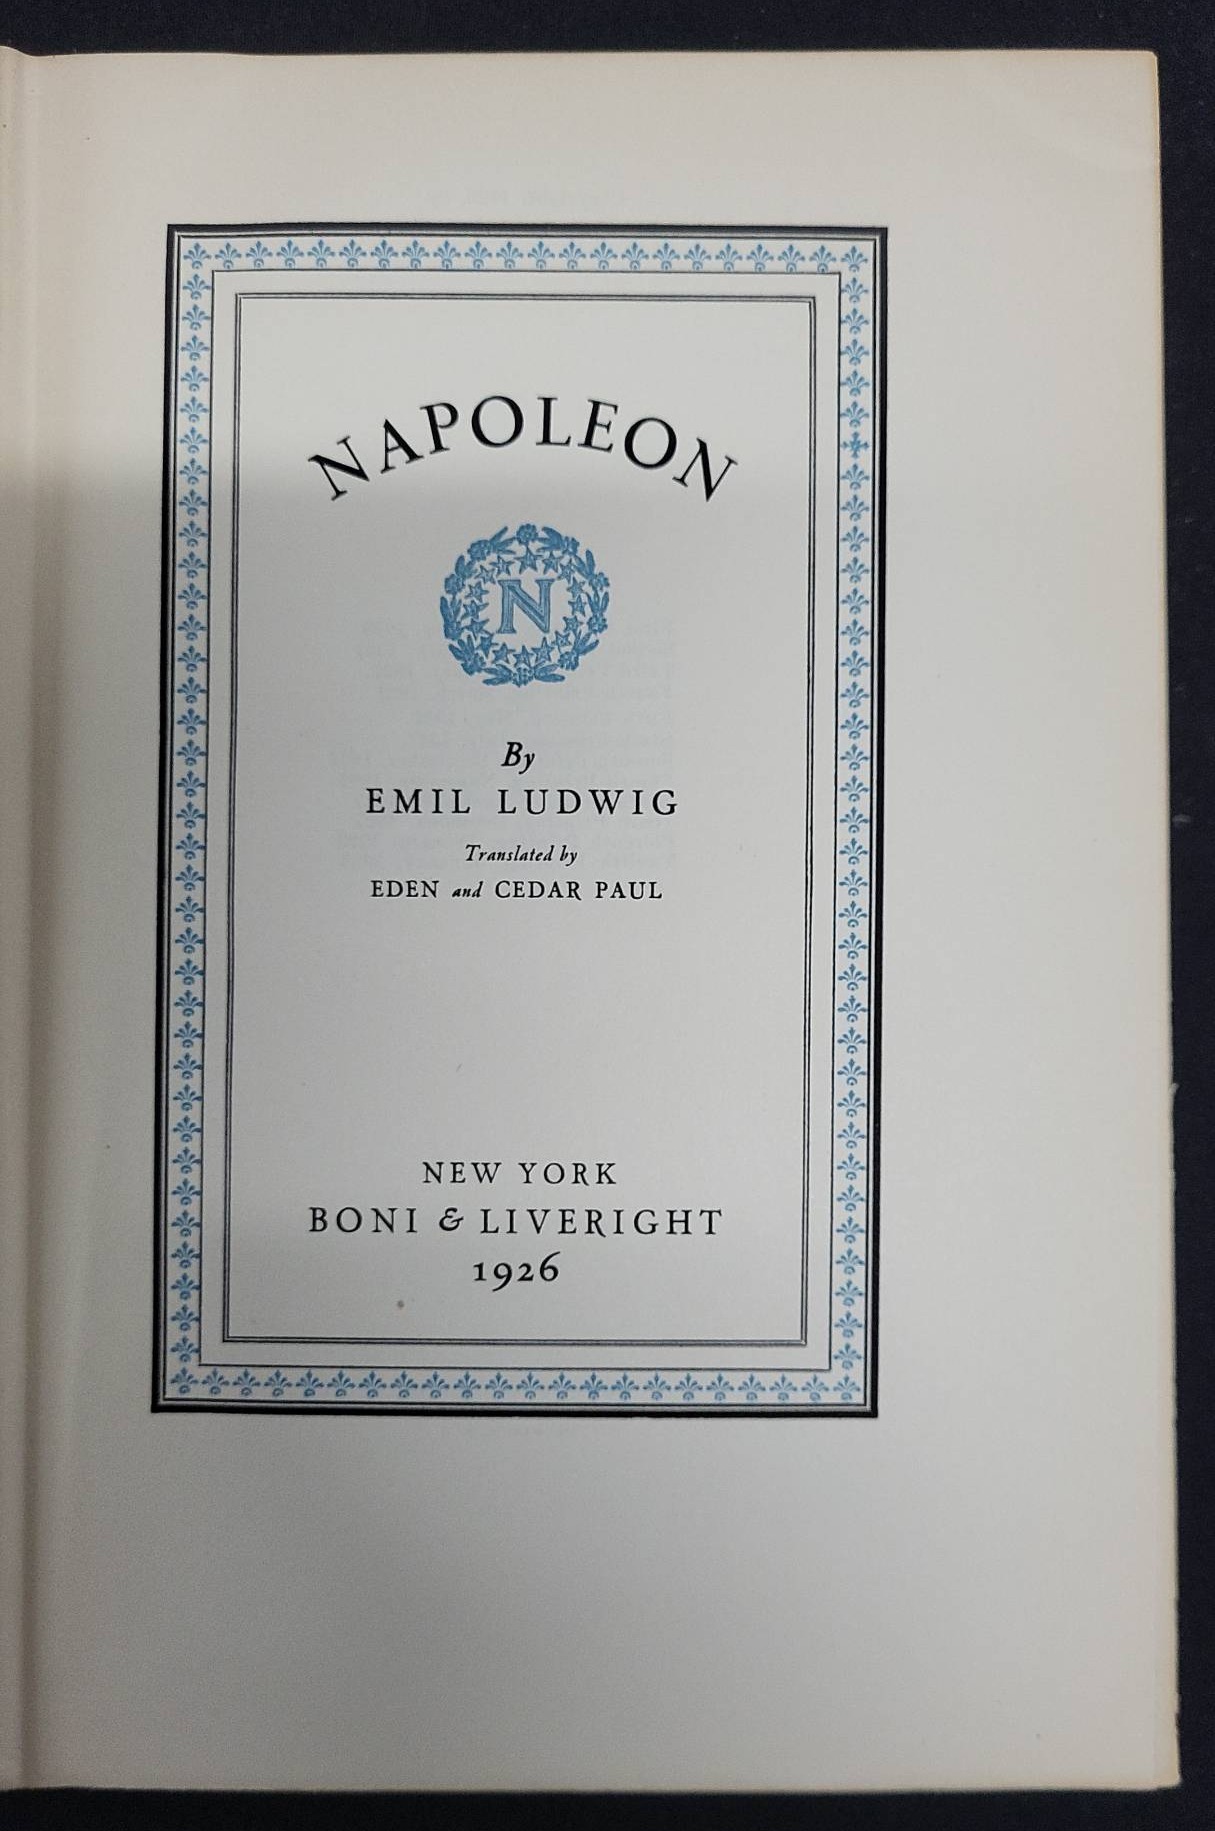 NAPOLEON
N
By
EMIL LUDWIG
Translated by
EDEN and CEDAR PAUL
NEW YORK
BONI & LIVERIGHT
1926